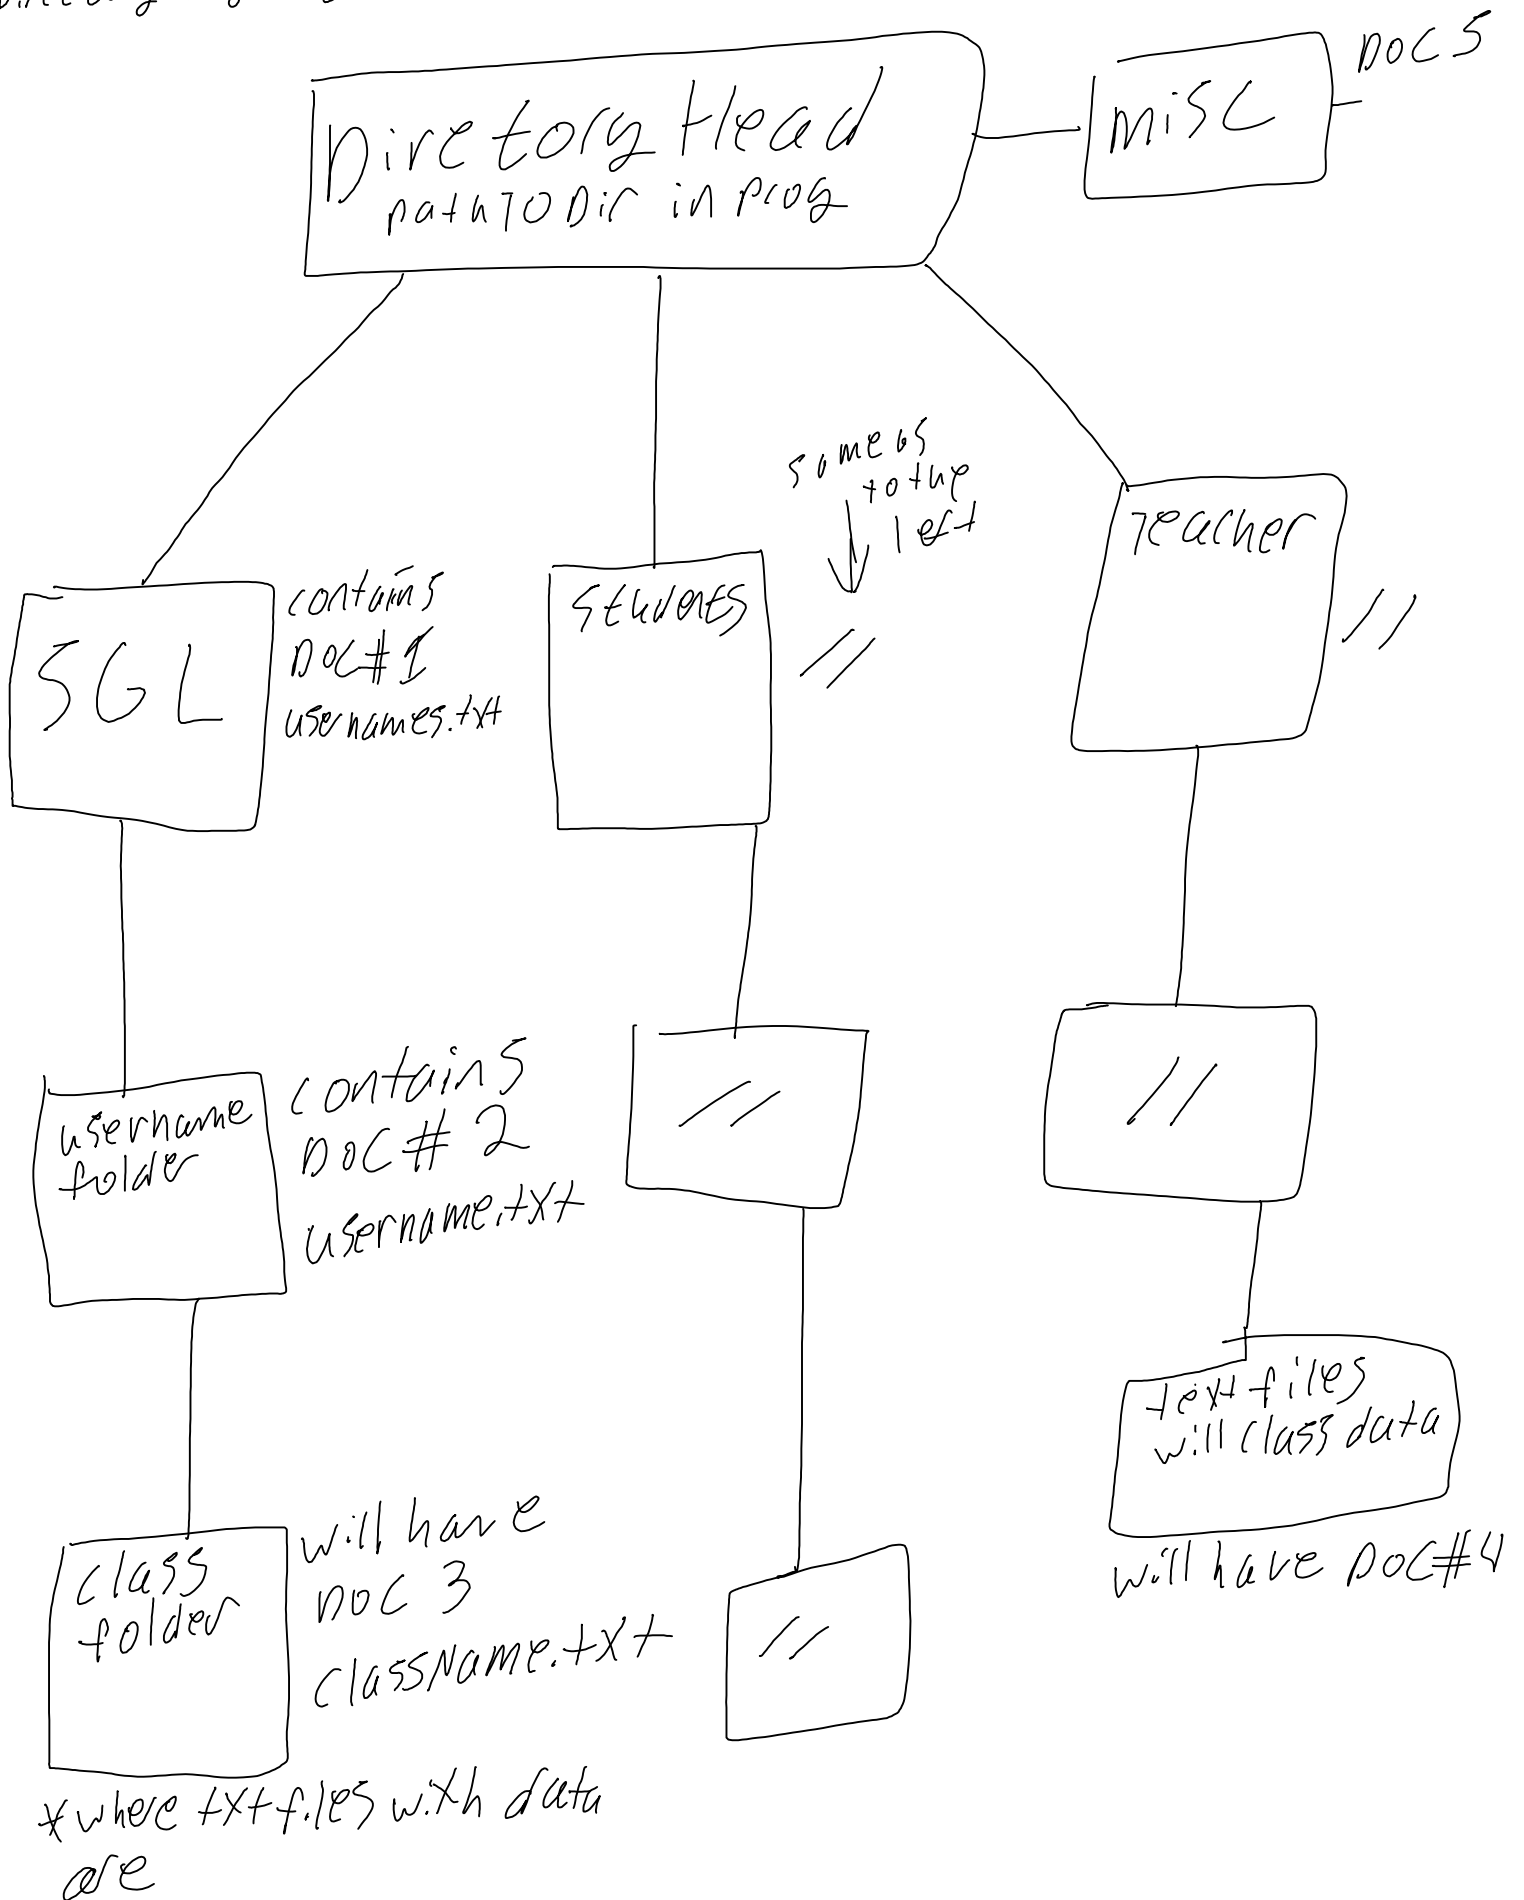 Diretory Head
pathToDir in prog
misc
DOC 5
same as
to the
left
SGL
contains
DOC#1
usernames.txt
Students
//
Teacher
//
username
folder
contains
DOC# 2
username.txt
//
//
class
folder
will have
DOC 3
className.txt
*where txt files with data
are
//
text files
will class data
will have DOC#4